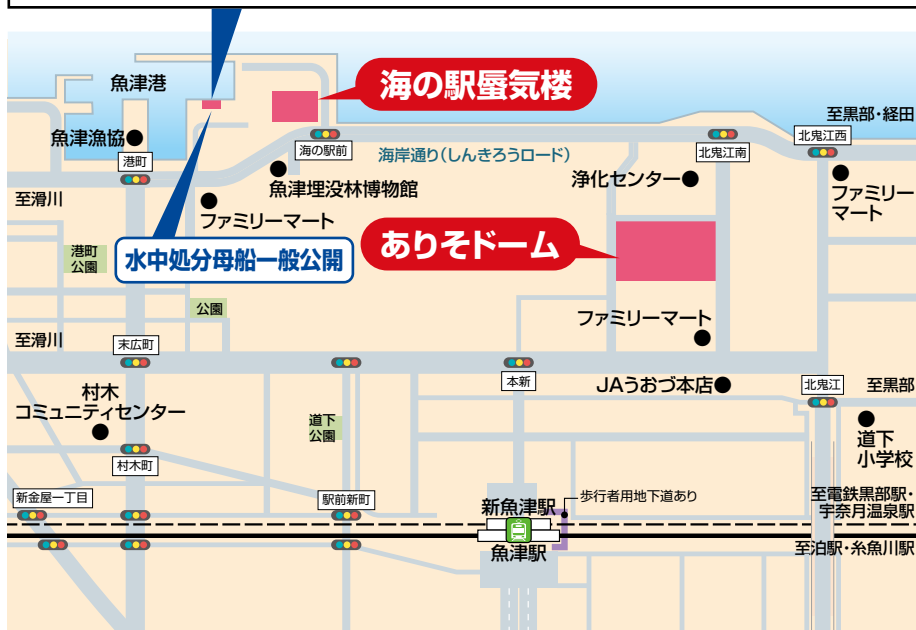 魚津港
海の駅蜃気楼
至黒部・経田
魚津漁協
港町
海の駅前
海岸通り(しんきろうロード)
北鬼江南
北鬼江西
至滑川
魚津埋没林博物館
浄化センター
ファミリー
マート
ファミリーマート
港町
公園
水中処分母船一般公開
ありそドーム
公園
ファミリーマート
至滑川
末広町
本新
JAうおづ本店
北鬼江
至黒部
村木
コミュニティセンター
道下
公園
道下
小学校
村木町
新金屋一丁目
駅前新町
新魚津駅
歩行者用地下道あり
至電鉄黒部駅・
宇奈月温泉駅
魚津駅
至泊駅・糸魚川駅